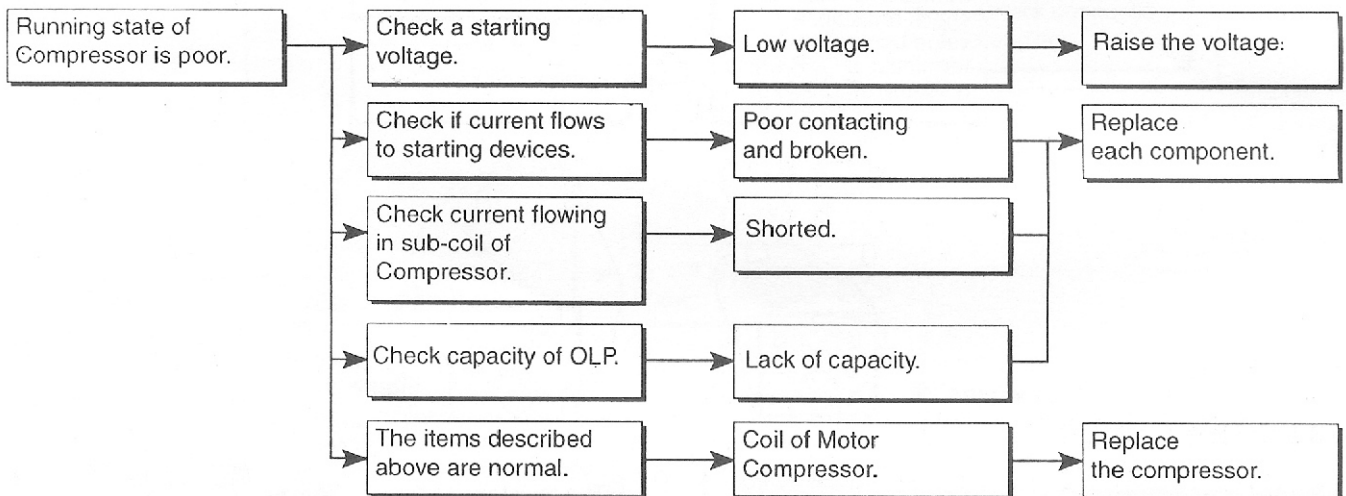 Running state of
Compressor is poor.
Check a starting
voltage.
Low voltage.
Raise the voltage:
Check if current flows
to starting devices.
Poor contacting
and broken.
Replace
each component.
Check current flowing
in sub-coil of
Compressor.
Shorted.
Check capacity of OLP.
Lack of capacity.
The items described
above are normal.
Coil of Motor
Compressor.
Replace
the compressor.